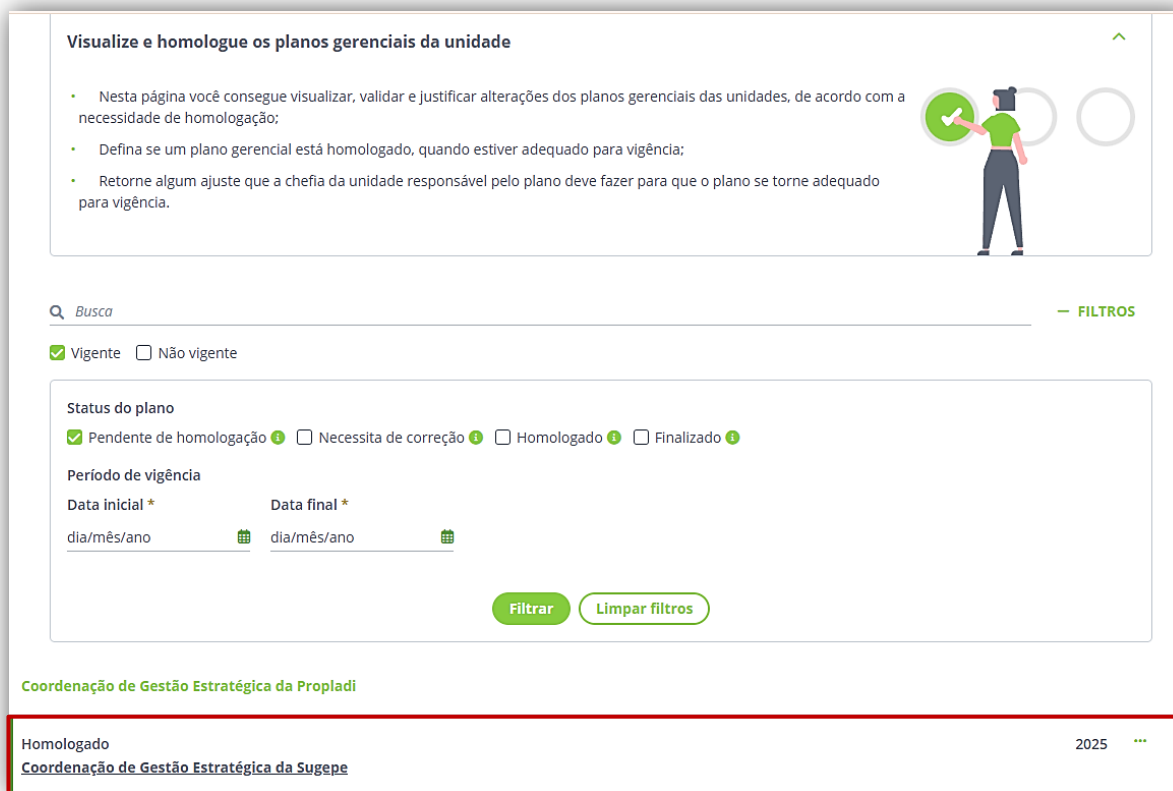 Visualize e homologue os planos gerenciais da unidade
• Nesta página você consegue visualizar, validar e justificar alterações dos planos gerenciais das unidades, de acordo com a
necessidade de homologação;
• Defina se um plano gerencial está homologado, quando estiver adequado para vigência;
• Retorne algum ajuste que a chefia da unidade responsável pelo plano deve fazer para que o plano se torne adequado
para vigência.
Busca
— FILTROS
Vigente Não vigente
Status do plano
Pendente de homologação Necessita de correção Homologado Finalizado
Período de vigência
Data inicial * Data final *
dia/mês/ano dia/mês/ano
Filtrar Limpar filtros
Coordenação de Gestão Estratégica da Propladi
Homologado 2025 ...
Coordenação de Gestão Estratégica da Sugepe